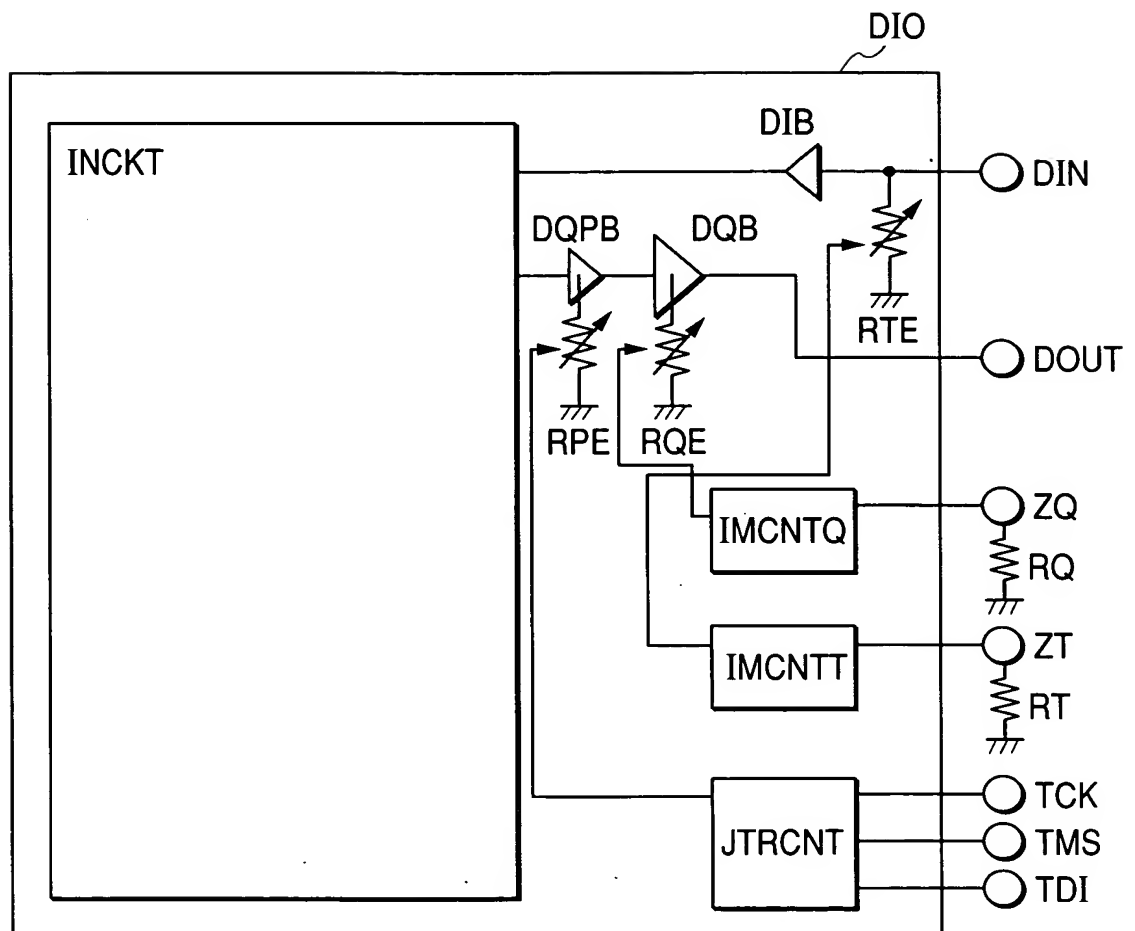 DIO
DIB
INCKT
DIN
DQPB
DQB
RTE
DOUT
RPE
RQE
IMCNTQ
ZQ
RQ
IMCNTT
ZT
RT
JTRCNT
TCK
TMS
TDI